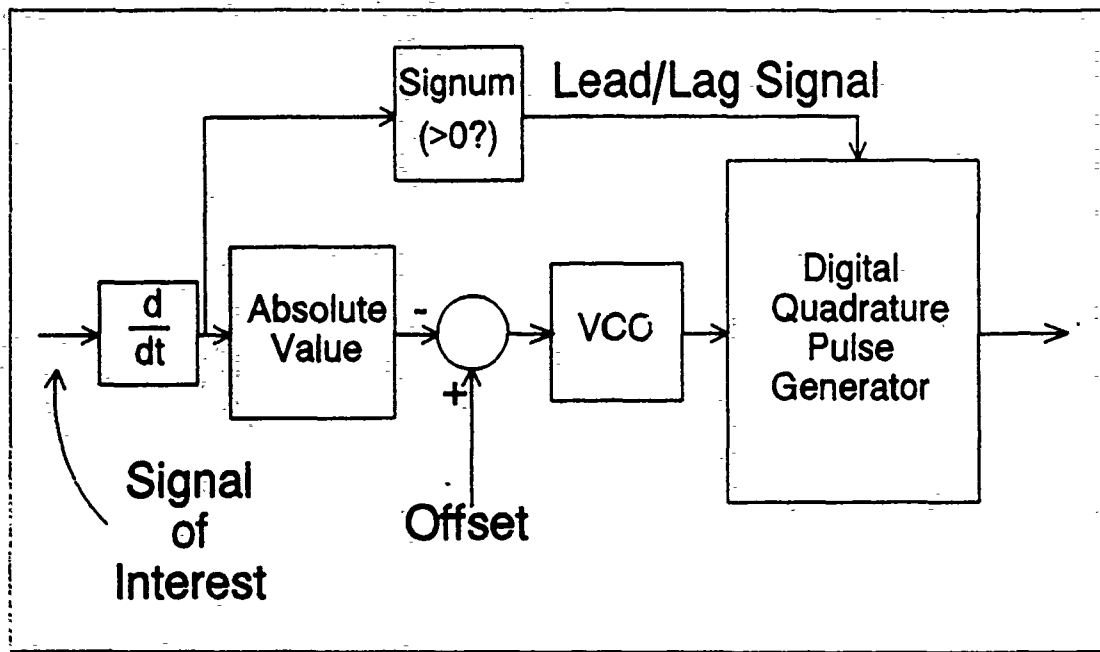 Signum
(>0?)
Lead/Lag Signal
d
dt
Absolute
Value
-
+
VCO
Digital
Quadrature
Pulse
Generator
Signal
of
Interest
Offset